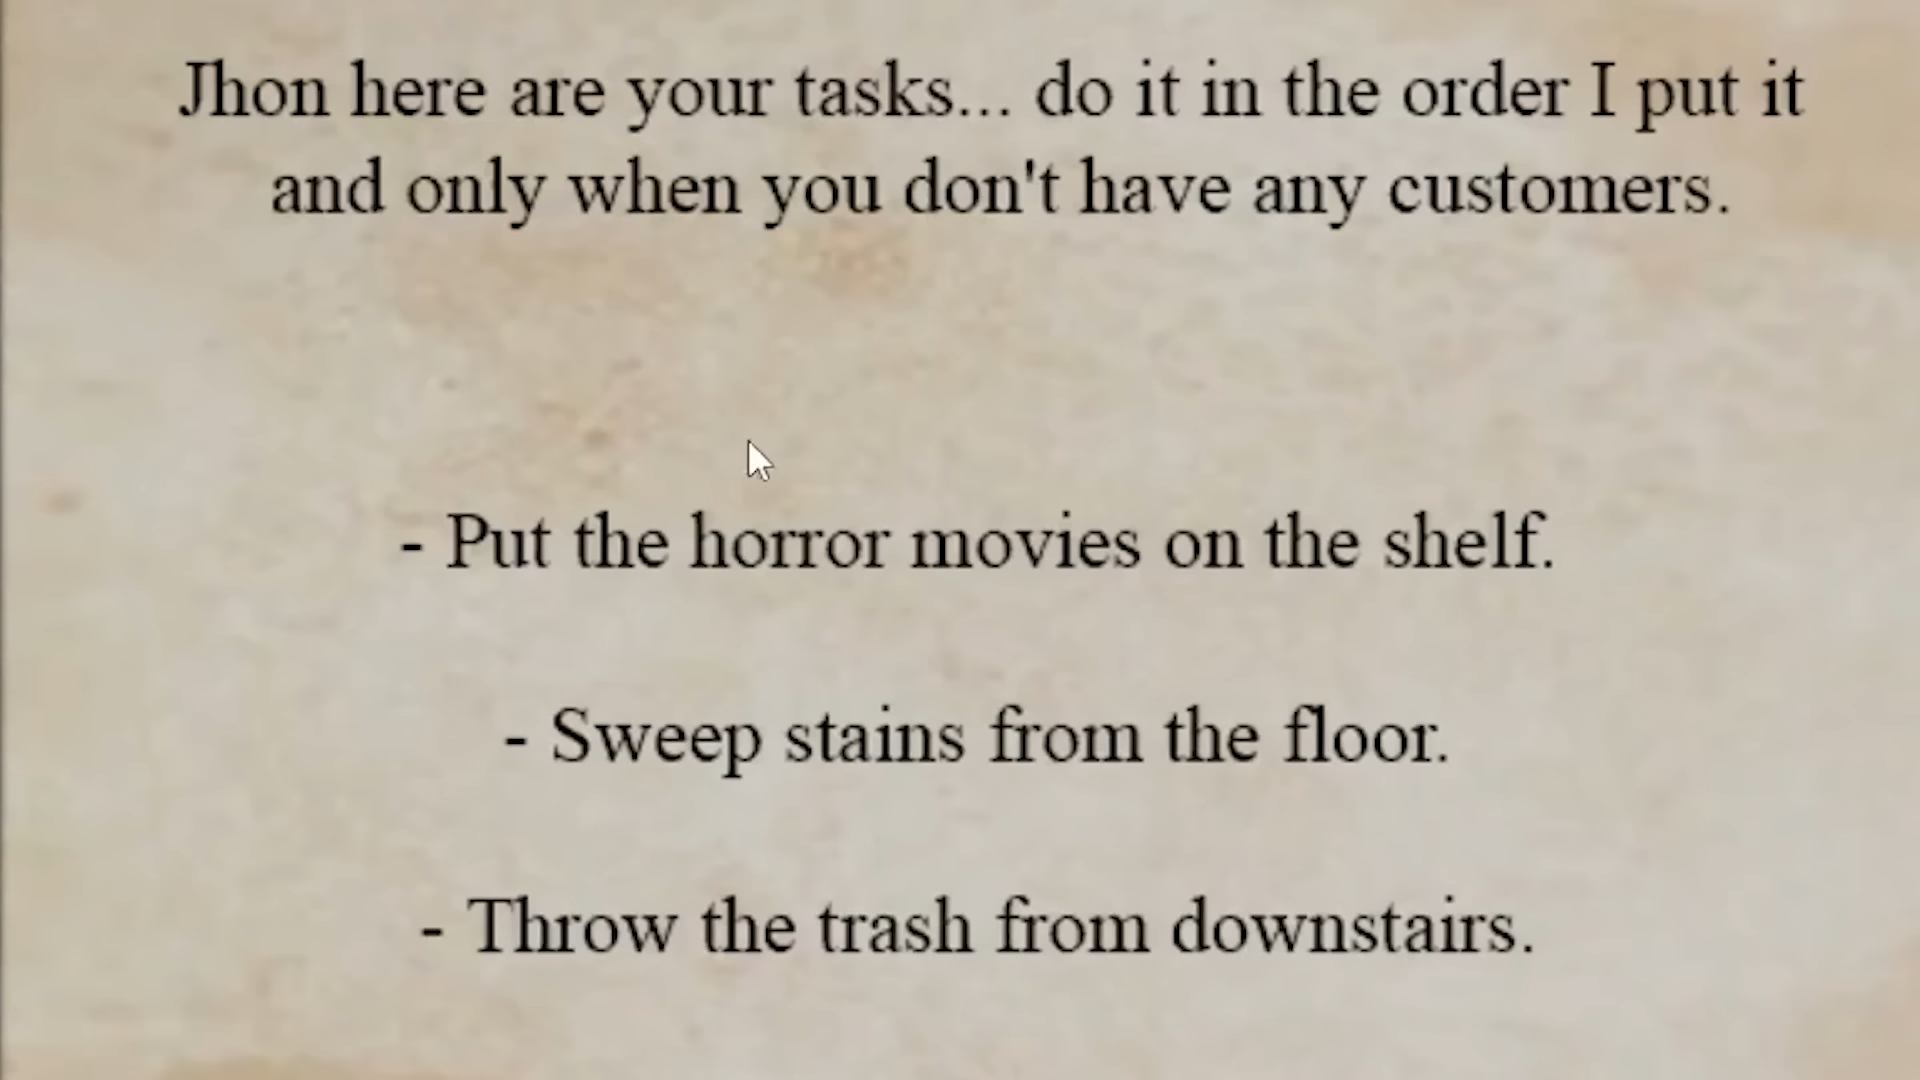 Jhon here are your tasks... do it in the order I put it
and only when you don't have any customers.
- Put the horror movies on the shelf.
- Sweep stains from the floor.
- Throw the trash from downstairs.